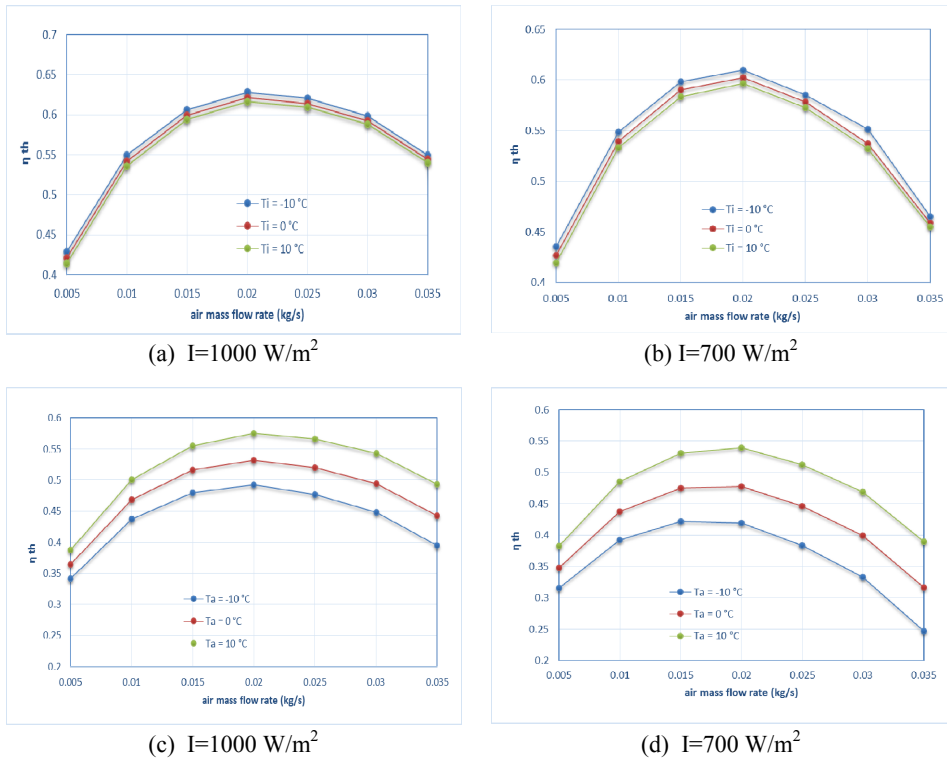 0.7
0.65
0.6
0.55
0.5
0.45
0.4
η th
Ti = -10 °C
Ti = 0 °C
Ti = 10 °C
0.005 0.01 0.015 0.02 0.025 0.03 0.035
air mass flow rate (kg/s)
(a) I=1000 W/m²
0.65
0.6
0.55
0.5
0.45
0.4
η th
Ti = -10 °C
Ti = 0 °C
Ti = 10 °C
0.005 0.01 0.015 0.02 0.025 0.03 0.035
air mass flow rate (kg/s)
(b) I=700 W/m²
0.6
0.55
0.5
0.45
0.4
0.35
0.3
0.25
0.2
η th
Ta = -10 °C
Ta = 0 °C
Ta = 10 °C
0.005 0.01 0.015 0.02 0.025 0.03 0.035
air mass flow rate (kg/s)
(c) I=1000 W/m²
0.6
0.55
0.5
0.45
0.4
0.35
0.3
0.25
0.2
η th
Ta = -10 °C
Ta = 0 °C
Ta = 10 °C
0.005 0.01 0.015 0.02 0.025 0.03 0.035
air mass flow rate (kg/s)
(d) I=700 W/m²